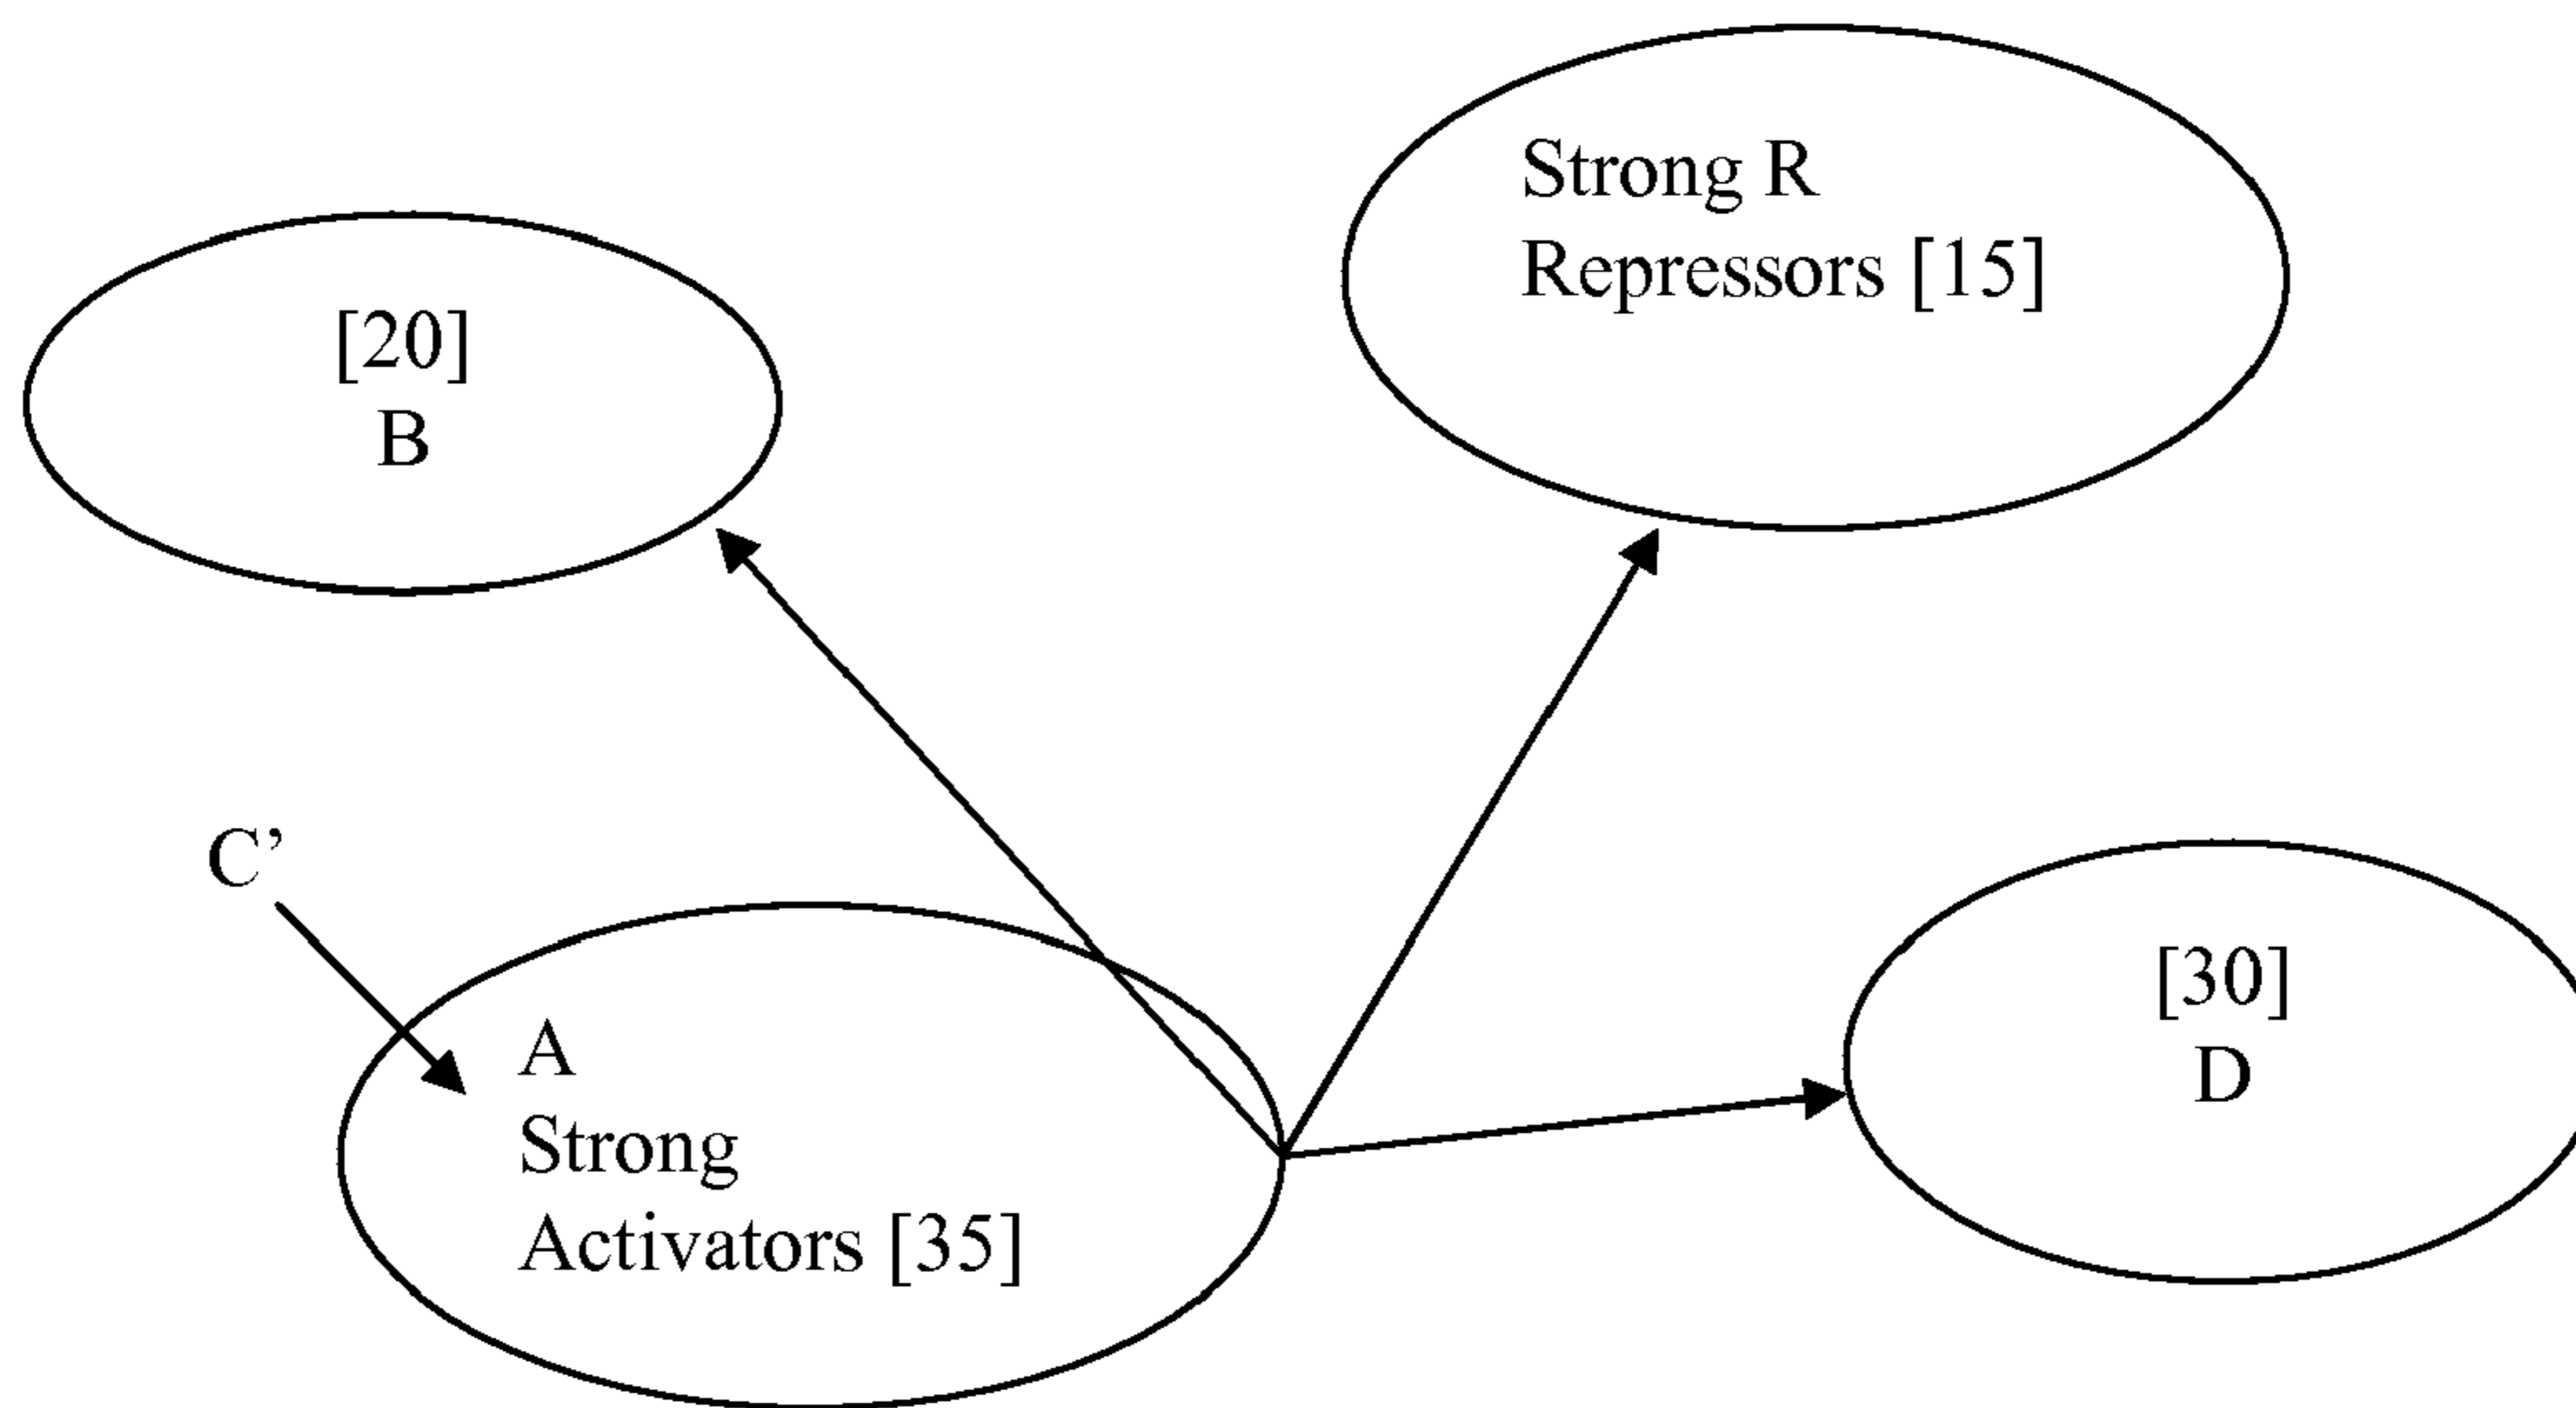 Strong R
Repressors [15]
[20]
B
C’
A
Strong
Activators [35]
[30]
D